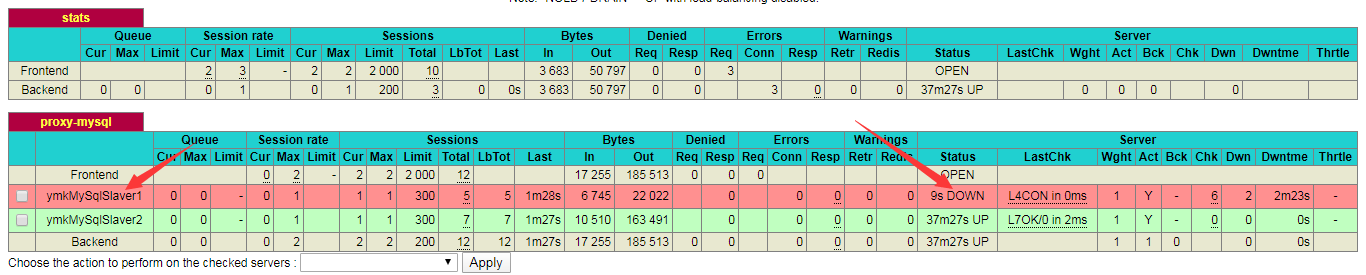 Note: "NOLB"/"DRAIN" = UP with load-balancing disabled.
stats
Queue Session rate Sessions Bytes Denied Errors Warnings Server
Cur Max Limit Cur Max Limit Cur Max Limit Total LbTot Last In Out Req Resp Req Conn Resp Retr Redis Status LastChk Wght Act Bck Chk Dwn Dwntme Thrtle
Frontend 2 3 - 2 2 2 000 10 3 683 50 797 0 0 3 OPEN
Backend 0 0 0 1 0 1 200 3 0 0s 3 683 50 797 0 0 3 0 0 0 37m27s UP 0 0 0 0
proxy-mysql
Queue Session rate Sessions Bytes Denied Errors Warnings Server
Cur Max Limit Cur Max Limit Cur Max Limit Total LbTot Last In Out Req Resp Req Conn Resp Retr Redis Status LastChk Wght Act Bck Chk Dwn Dwntme Thrtle
Frontend 0 2 - 2 2 2 000 12 17 255 185 513 0 0 0 OPEN
ymkMySqlSlaver1 0 0 - 0 1 1 1 300 5 5 1m28s 6 745 22 022 0 0 0 0 0 9s DOWN L4CON in 0ms 1 Y - 6 2 2m23s -
ymkMySqlSlaver2 0 0 - 0 1 1 1 300 7 7 1m27s 10 510 163 491 0 0 0 0 0 37m27s UP L7OK/0 in 2ms 1 Y - 0 0 0s -
Backend 0 0 0 2 2 2 200 12 12 1m27s 17 255 185 513 0 0 0 0 0 0 37m27s UP 1 1 0 0 0s
Choose the action to perform on the checked servers : Apply